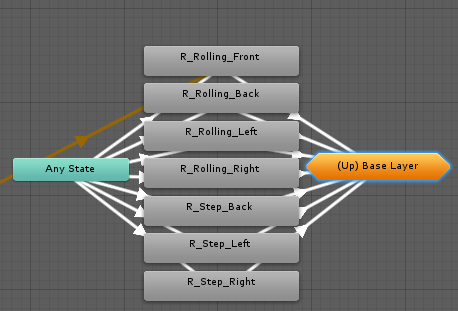 R_Rolling_Front
R_Rolling_Back
R_Rolling_Left
Any State
R_Rolling_Right
(Up) Base Layer
R_Step_Back
R_Step_Left
R_Step_Right